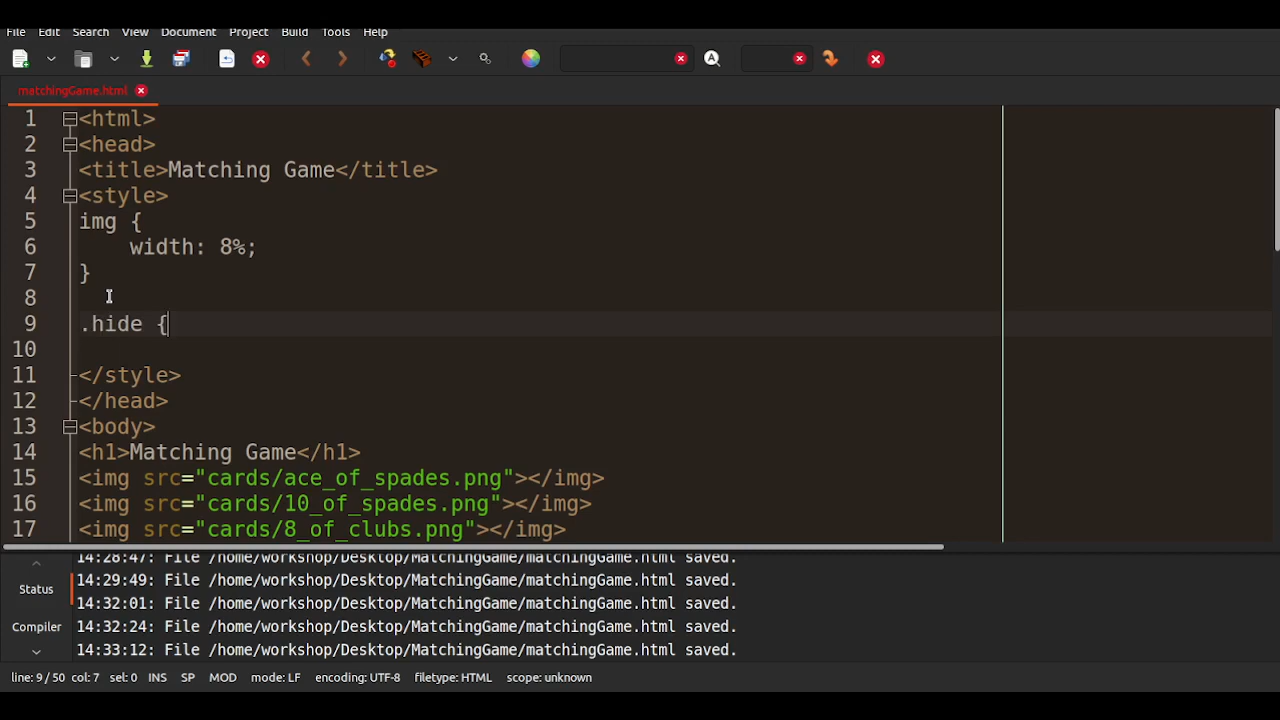 File Edit Search View Document Project Build Tools Help
matchingGame.html
1 <html>
2 <head>
3 <title>Matching Game</title>
4 <style>
5 img {
6 width: 8%;
7 }
8
9 .hide {
10
11 </style>
12 </head>
13 <body>
14 <h1>Matching Game</h1>
15 <img src="cards/ace_of_spades.png"></img>
16 <img src="cards/10_of_spades.png"></img>
17 <img src="cards/8_of_clubs.png"></img>
Status
Compiler
14:28:47: File /home/workshop/Desktop/MatchingGame/matchingGame.html saved.
14:29:49: File /home/workshop/Desktop/MatchingGame/matchingGame.html saved.
14:32:01: File /home/workshop/Desktop/MatchingGame/matchingGame.html saved.
14:32:24: File /home/workshop/Desktop/MatchingGame/matchingGame.html saved.
14:33:12: File /home/workshop/Desktop/MatchingGame/matchingGame.html saved.
line: 9 / 50 col: 7 sel: 0 INS SP MOD mode: LF encoding: UTF-8 filetype: HTML scope: unknown